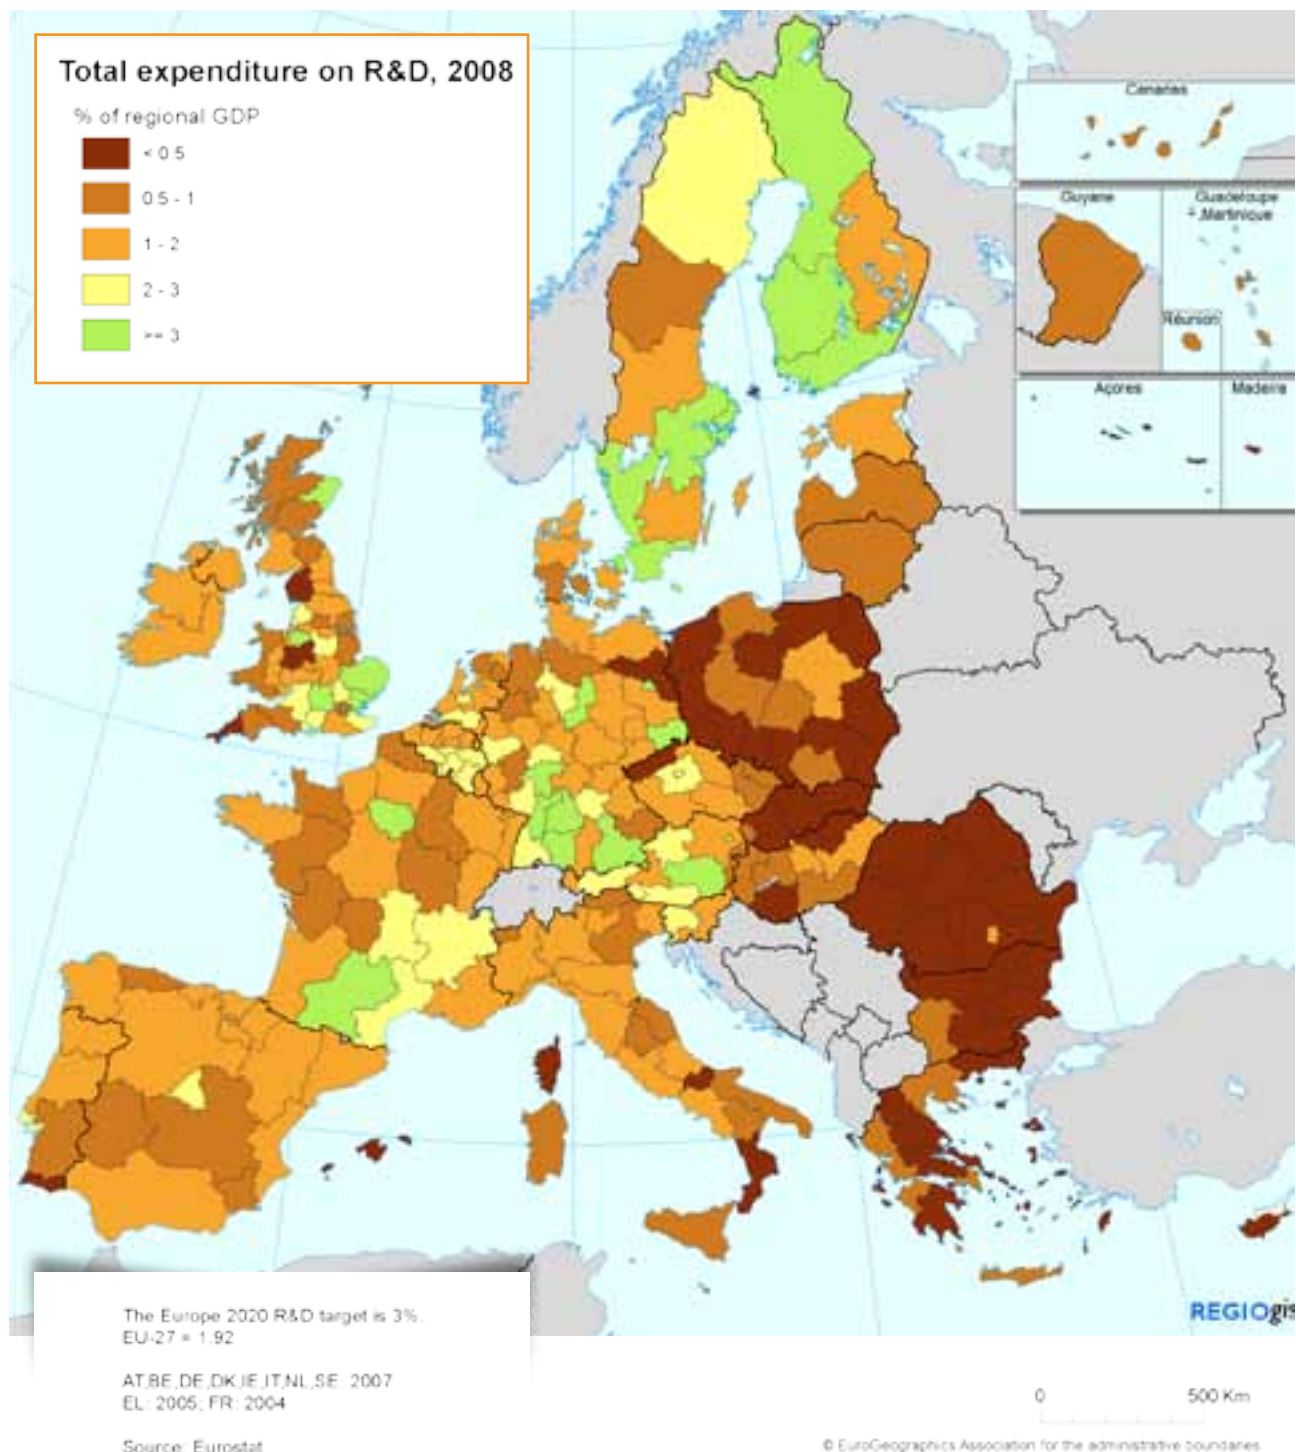 Total expenditure on R&D, 2008
% of regional GDP
< 0.5
0.5 - 1
1 - 2
2 - 3
>= 3
Canarias
Guyane
Guadeloupe
Martinique
Réunion
Açores
Madeira
REGIOgis
The Europe 2020 R&D target is 3%.
EU-27 = 1.92
AT,BE,DE,DK,IE,IT,NL,SE: 2007
EL: 2005; FR: 2004
Source: Eurostat
0 500 Km
© EuroGeographics Association for the administrative boundaries